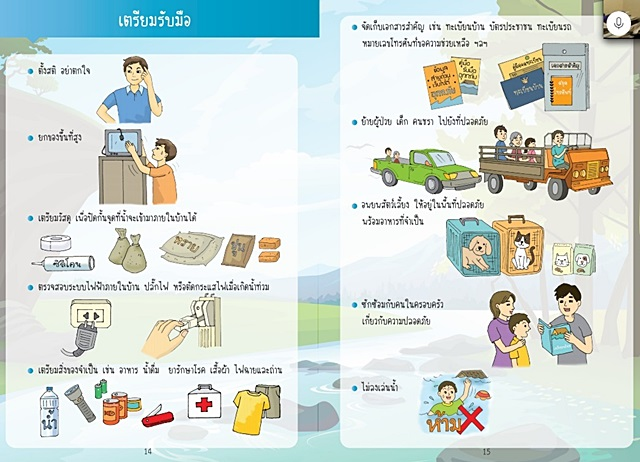 เตรียมรับมือ
ตั้งสติ อย่าตกใจ
ยกของขึ้นที่สูง
เตรียมวัสดุ เพื่อปิดกั้นจุดที่น้ำจะเข้ามาภายในบ้านได้
ซิลิโคน
ทราย
ปูน
ตรวจสอบระบบไฟฟ้าภายในบ้าน ปลั๊กไฟ หรือตัดกระแสไฟเมื่อเกิดน้ำท่วม
เตรียมสิ่งของจำเป็น เช่น อาหาร น้ำดื่ม ยารักษาโรค เสื้อผ้า ไฟฉายและถ่าน
น้ำ
14
จัดเก็บเอกสารสำคัญ เช่น ทะเบียนบ้าน บัตรประชาชน ทะเบียนรถ
หมายเลขโทรศัพท์ที่ขอความช่วยเหลือ ฯลฯ
คู่มือ
รับมือ
ทะเบียนบ้าน
ย้ายผู้ป่วย เด็ก คนชรา ไปยังที่ปลอดภัย
อพยพสัตว์เลี้ยง ให้อยู่ในพื้นที่ปลอดภัย
พร้อมอาหารที่จำเป็น
ซักซ้อมกับคนในครอบครัว
เกี่ยวกับความปลอดภัย
ไม่ลงเล่นน้ำ
ห้าม
15